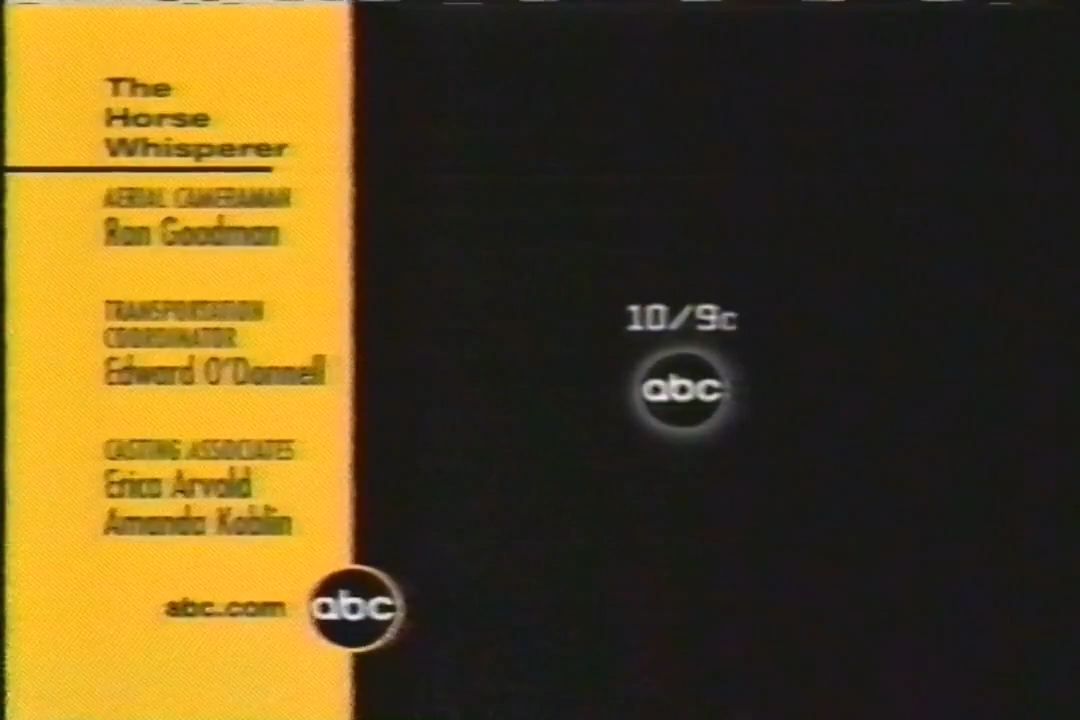 The
Horse
Whisperer
AERIAL CAMERAMAN
Ron Goodman
TRANSPORTATION
COORDINATOR
Edward O'Donnell
CASTING ASSOCIATES
Erica Arvold
Amanda Koblin
abc.com
abc
10/9c
abc